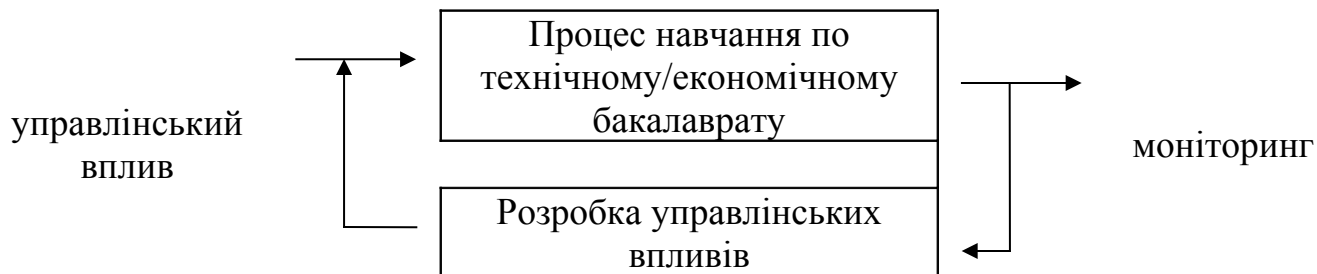 Процес навчання по
технічному/економічному
бакалаврату
управлінський
вплив
моніторинг
Розробка управлінських
впливів